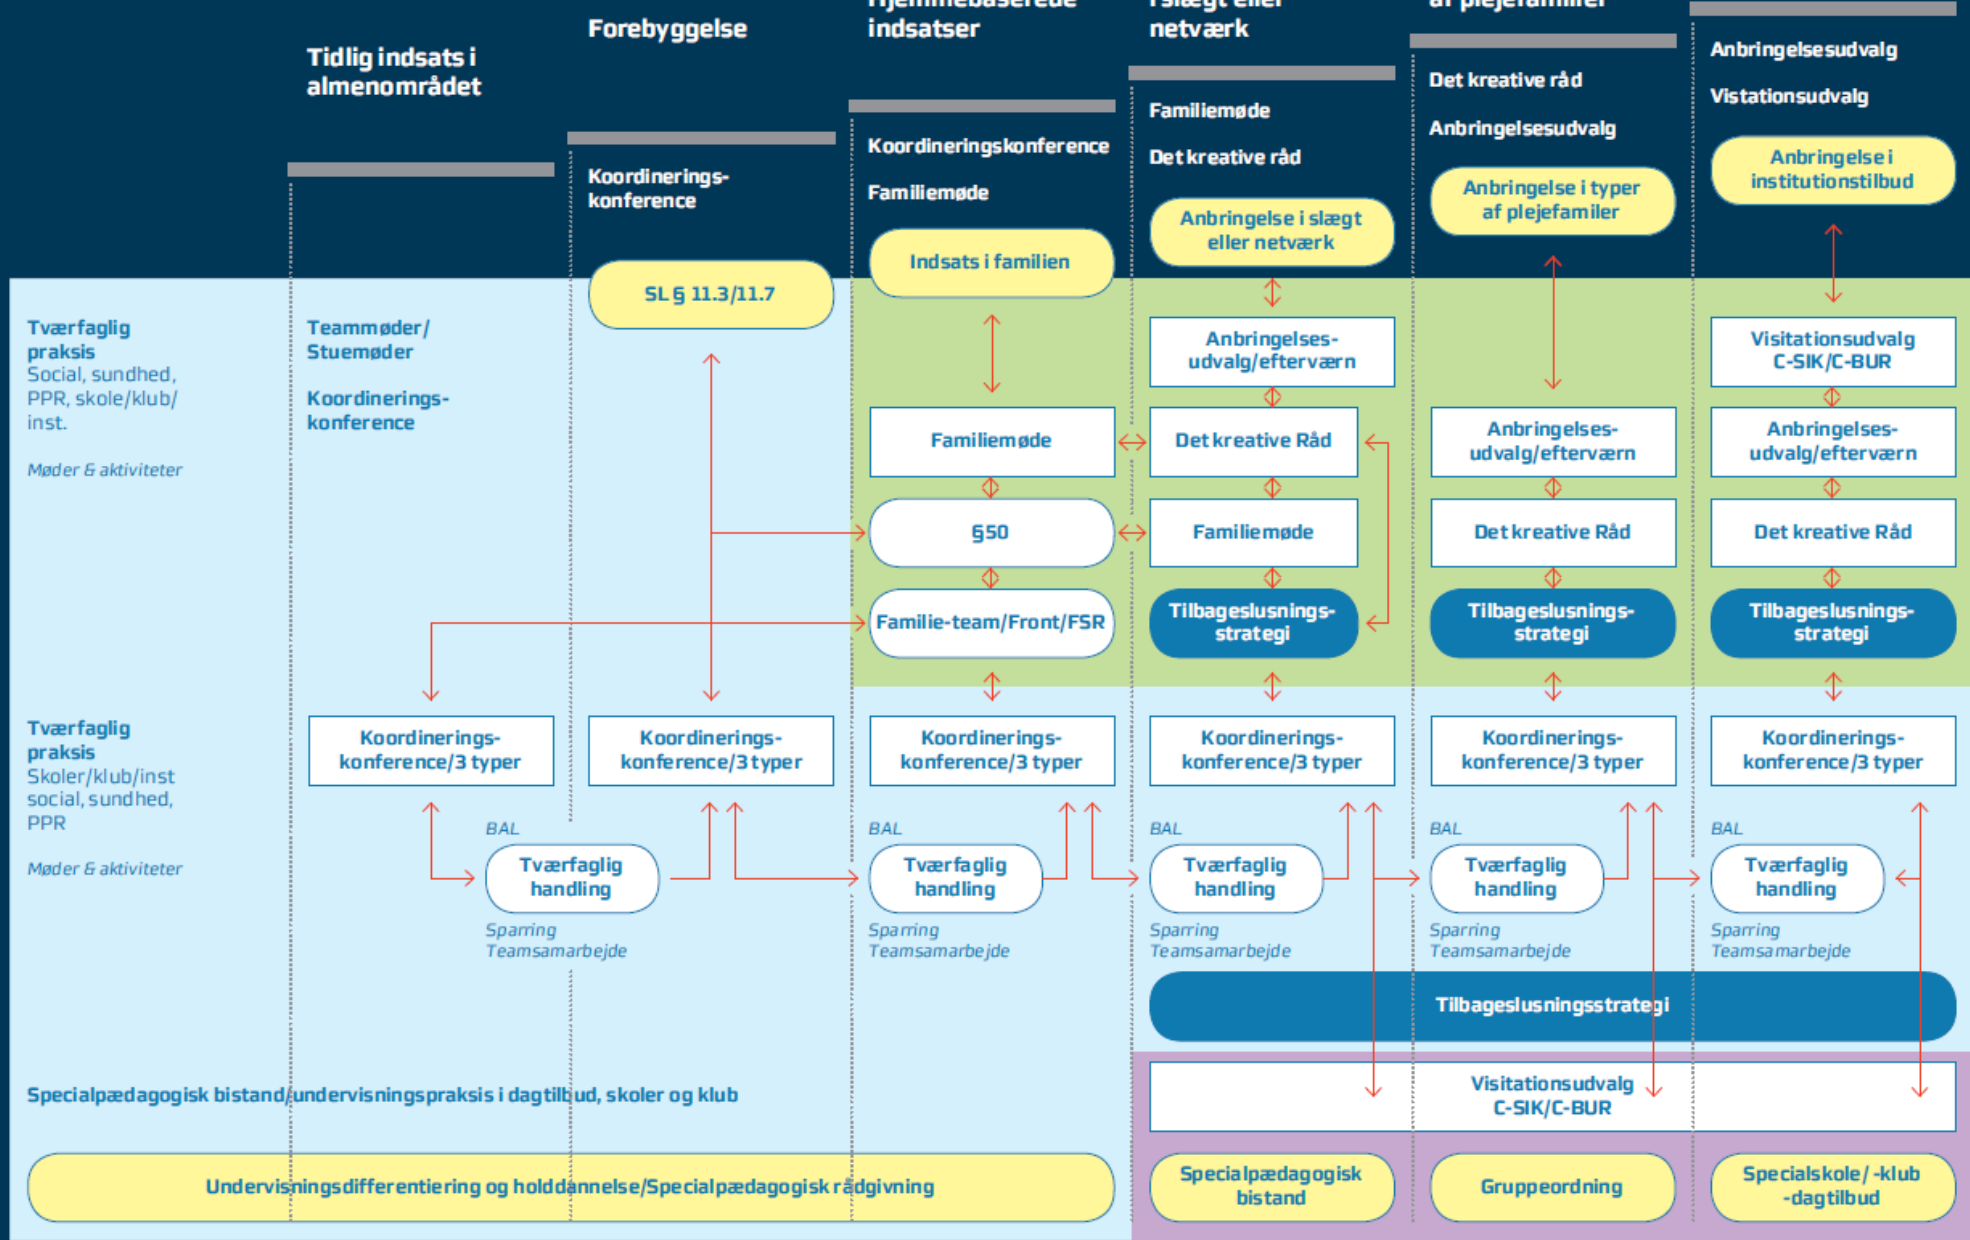 Tidlig indsats i
almenområdet
Forebyggelse
Koordinerings-
konference
SL § 11.3/11.7
Hjemmebaserede
indsatser
Koordineringskonference
Familiemøde
Indsats i familien
I slægt eller
netværk
Familiemøde
Det kreative råd
Anbringelse i slægt
eller netværk
af plejefamilier
Det kreative råd
Anbringelsesudvalg
Anbringelse i typer
af plejefamiler
Anbringelsesudvalg
Vistationsudvalg
Anbringelse i
institutionstilbud
Tværfaglig
praksis
Social, sundhed,
PPR, skole/klub/
inst.
Møder & aktiviteter
Teammøder/
Stuemøder
Koordinerings-
konference
Familiemøde
§50
Familie-team/Front/FSR
Anbringelses-
udvalg/efterværn
Det kreative Råd
Familiemøde
Tilbageslusnings-
strategi
Anbringelses-
udvalg/efterværn
Det kreative Råd
Tilbageslusnings-
strategi
Visitationsudvalg
C-SIK/C-BUR
Anbringelses-
udvalg/efterværn
Det kreative Råd
Tilbageslusnings-
strategi
Tværfaglig
praksis
Skoler/klub/inst
social, sundhed,
PPR
Møder & aktiviteter
Koordinerings-
konference/3 typer
Koordinerings-
konference/3 typer
Koordinerings-
konference/3 typer
Koordinerings-
konference/3 typer
Koordinerings-
konference/3 typer
Koordinerings-
konference/3 typer
BAL
Tværfaglig
handling
Sparring
Teamsamarbejde
BAL
Tværfaglig
handling
Sparring
Teamsamarbejde
BAL
Tværfaglig
handling
Sparring
Teamsamarbejde
BAL
Tværfaglig
handling
Sparring
Teamsamarbejde
BAL
Tværfaglig
handling
Sparring
Teamsamarbejde
Tilbageslusningsstrategi
Specialpædagogisk bistand/undervisningspraksis i dagtilbud, skoler og klub
Visitationsudvalg
C-SIK/C-BUR
Undervisningsdifferentiering og holddannelse/Specialpædagogisk rådgivning
Specialpædagogisk
bistand
Gruppeordning
Specialskole/ -klub
-dagtilbud